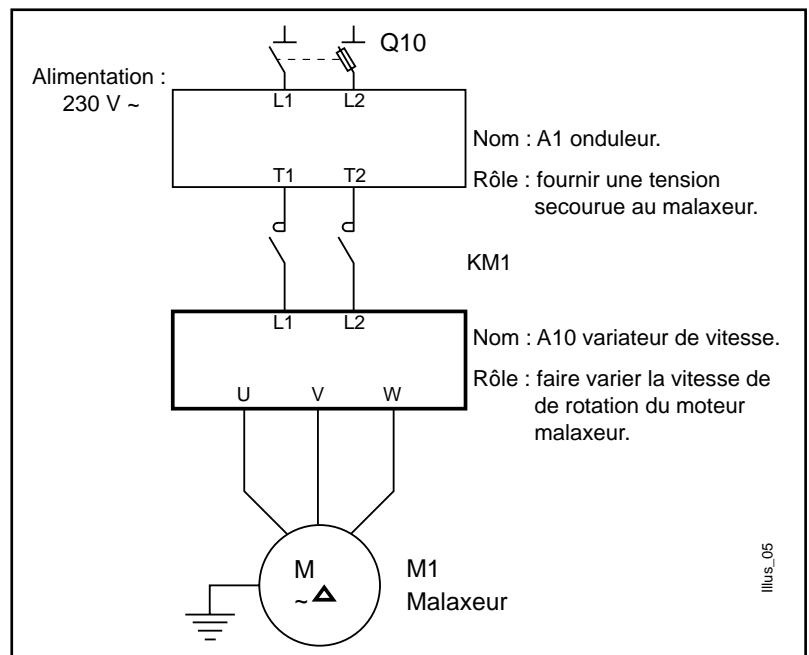 Q10
Alimentation :
230 V ~
L1 L2
Nom : A1 onduleur.
T1 T2
Rôle : fournir une tension
secourue au malaxeur.
KM1
L1 L2
Nom : A10 variateur de vitesse.
Rôle : faire varier la vitesse de
de rotation du moteur
malaxeur.
U V W
M
~
M1
Malaxeur
Illus_05